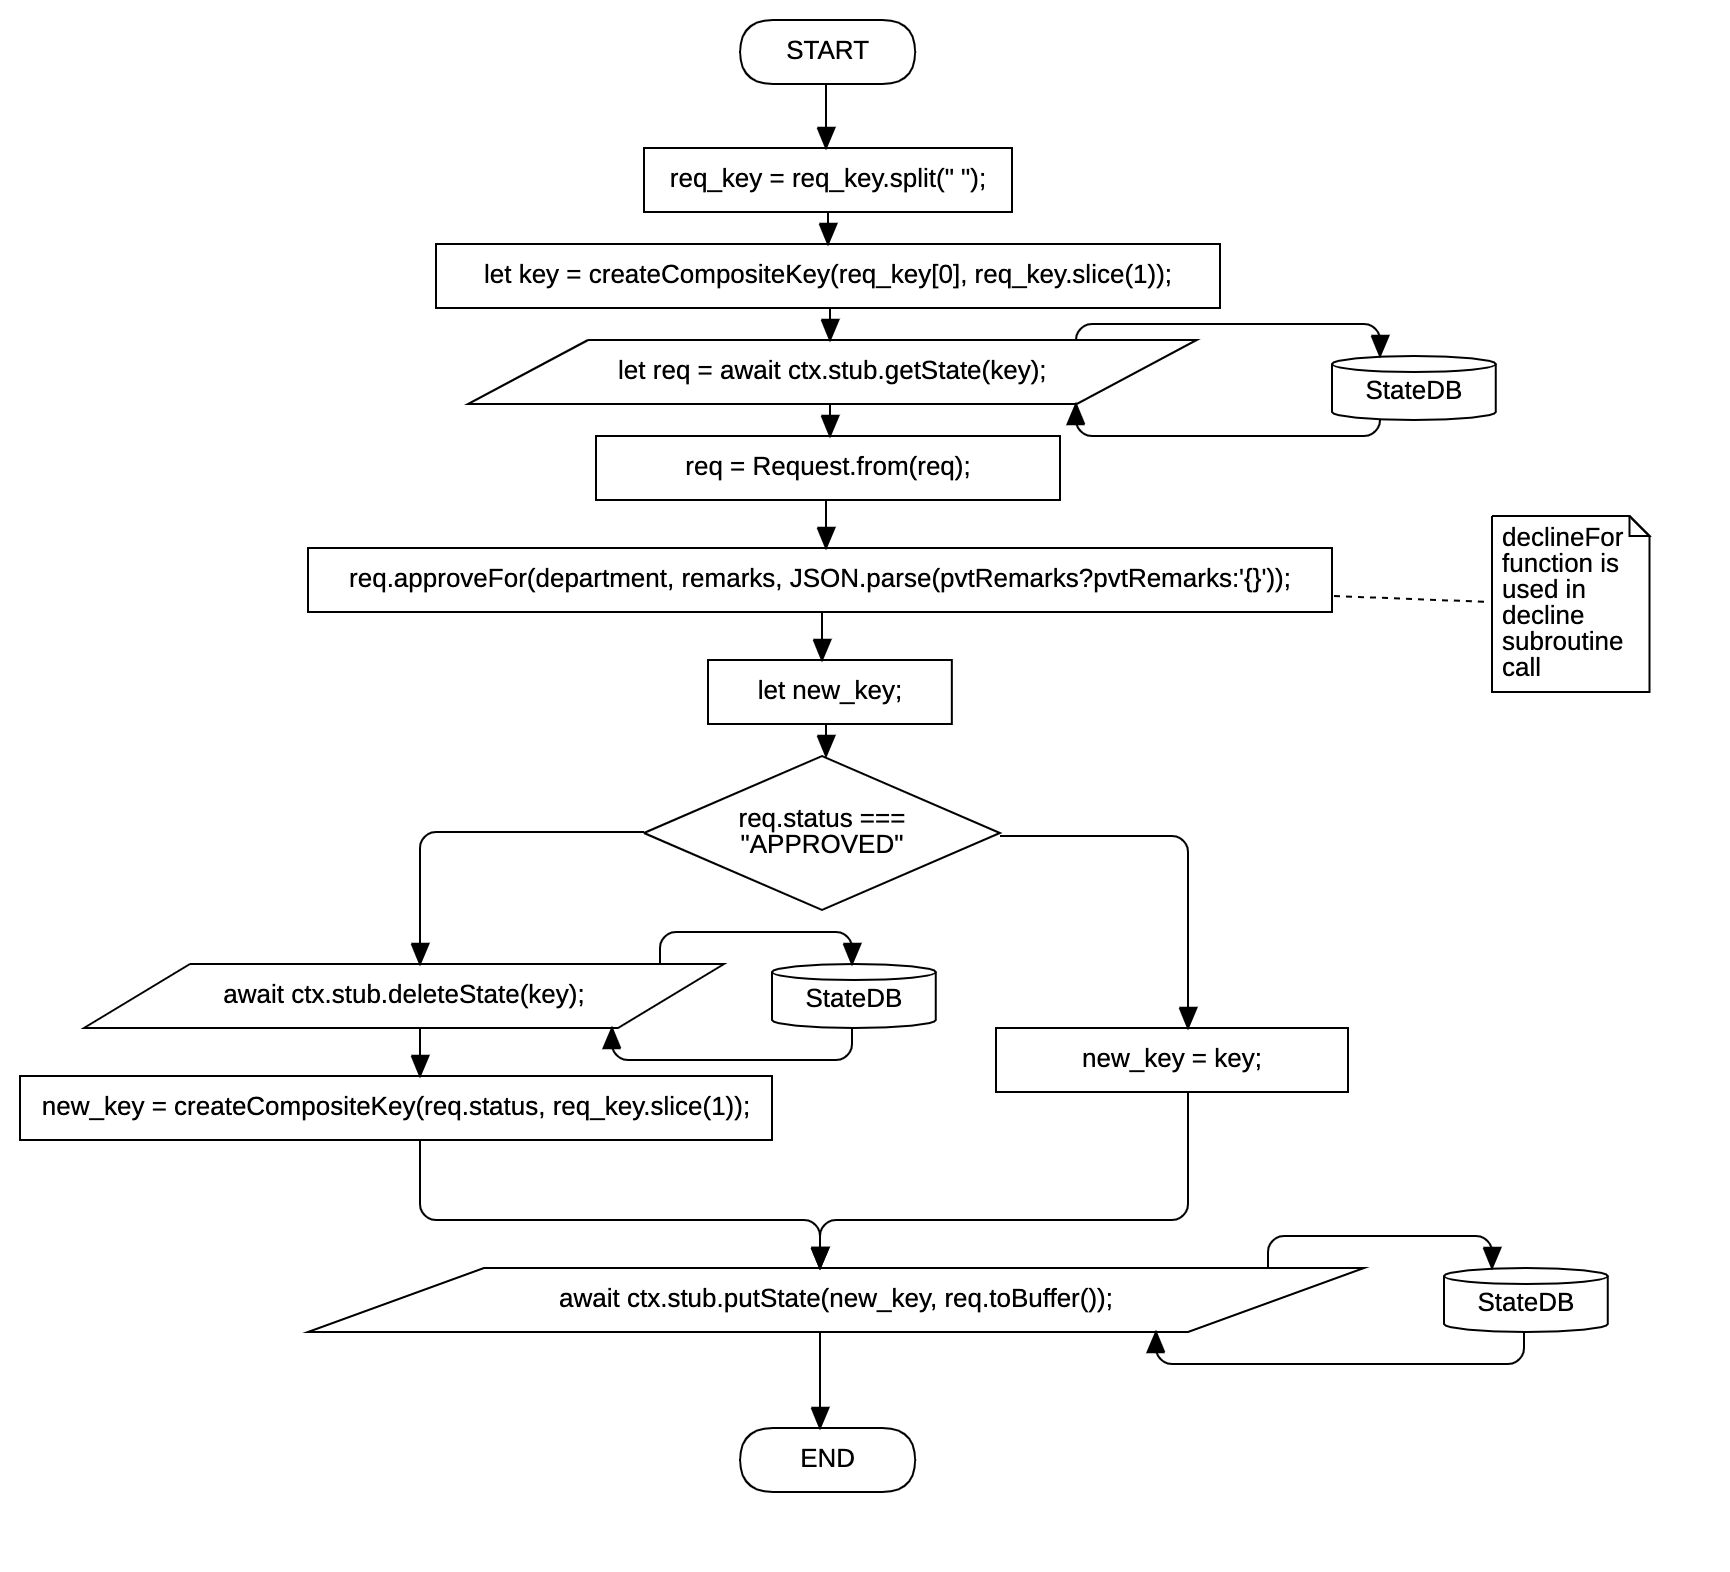 START
req_key = req_key.split(" ");
let key = createCompositeKey(req_key[0], req_key.slice(1));
let req = await ctx.stub.getState(key);
StateDB
req = Request.from(req);
req.approveFor(department, remarks, JSON.parse(pvtRemarks?pvtRemarks:'{}'));
declineFor
function is
used in
decline
subroutine
call
let new_key;
req.status ===
"APPROVED"
await ctx.stub.deleteState(key);
StateDB
new_key = key;
new_key = createCompositeKey(req.status, req_key.slice(1));
await ctx.stub.putState(new_key, req.toBuffer());
StateDB
END